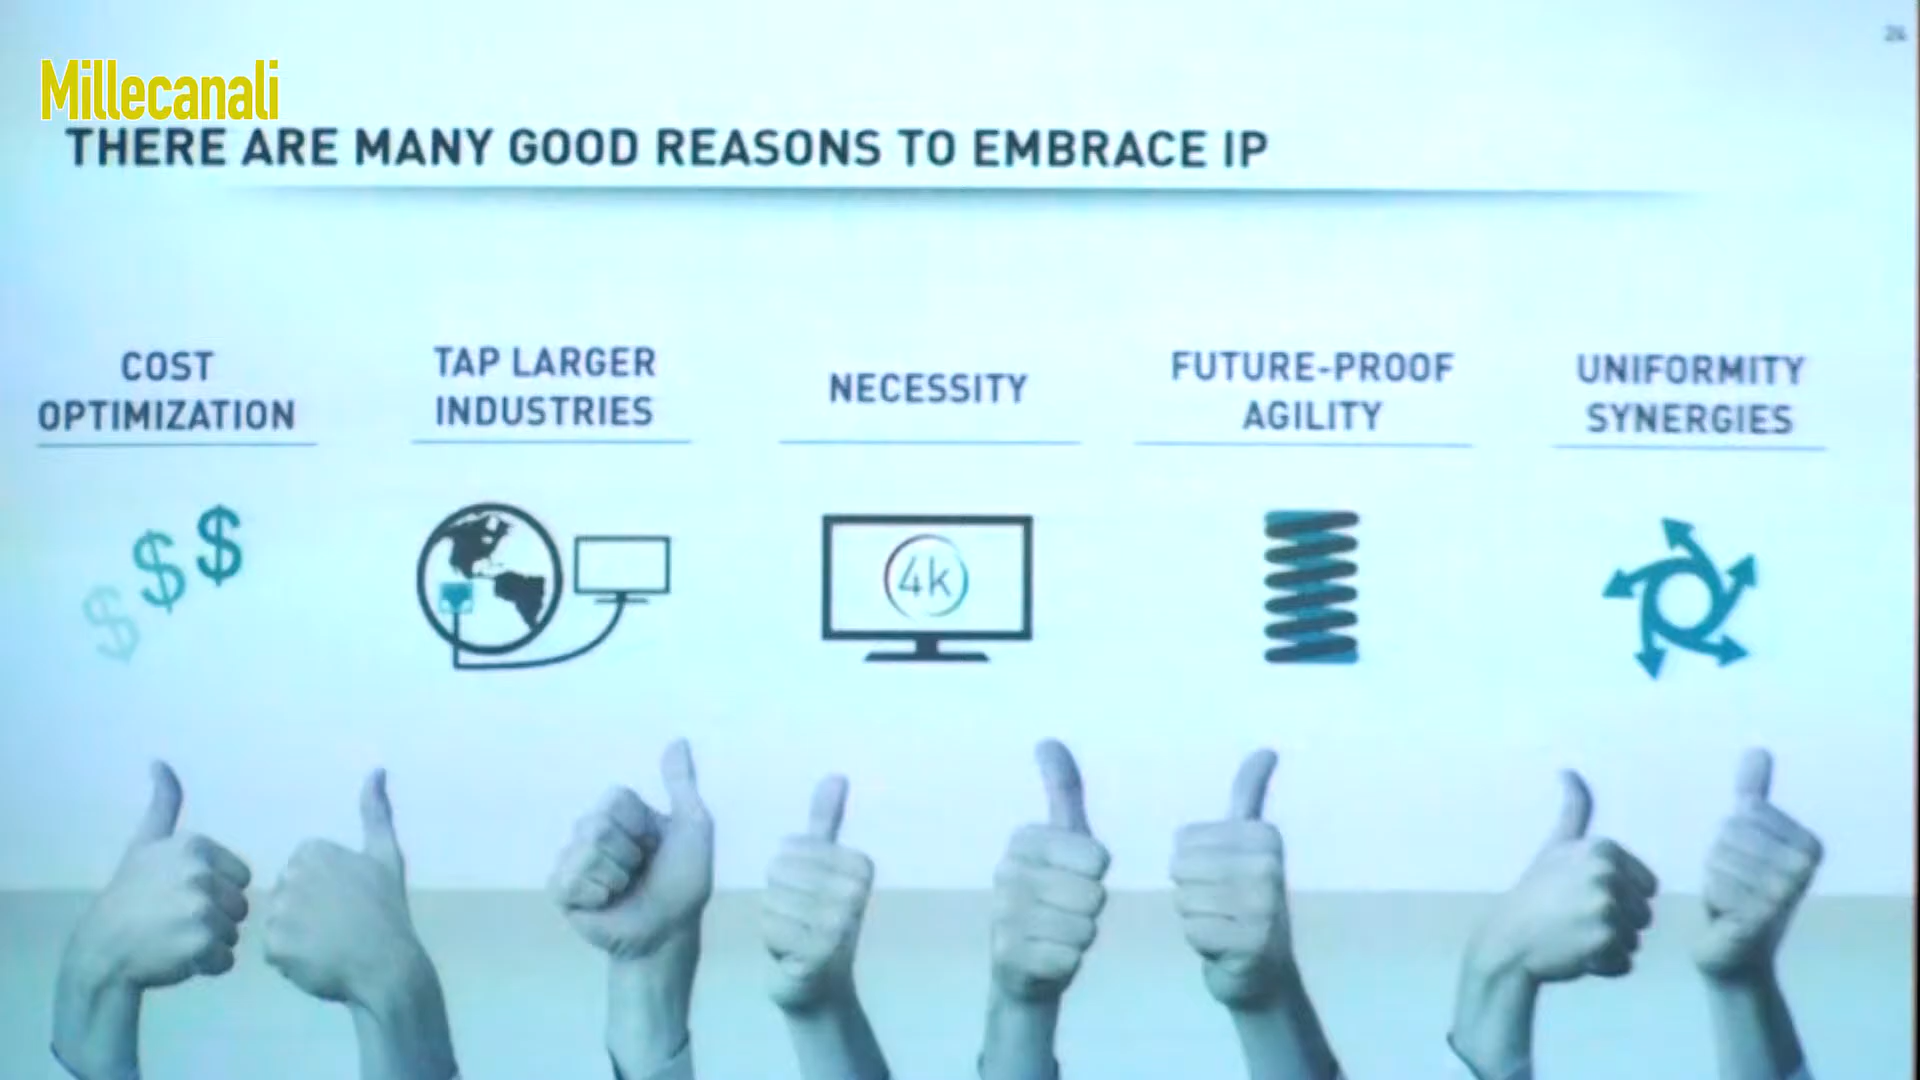 24
Millecanali
THERE ARE MANY GOOD REASONS TO EMBRACE IP
COST
OPTIMIZATION
TAP LARGER
INDUSTRIES
NECESSITY
FUTURE-PROOF
AGILITY
UNIFORMITY
SYNERGIES
$ $ $
4k